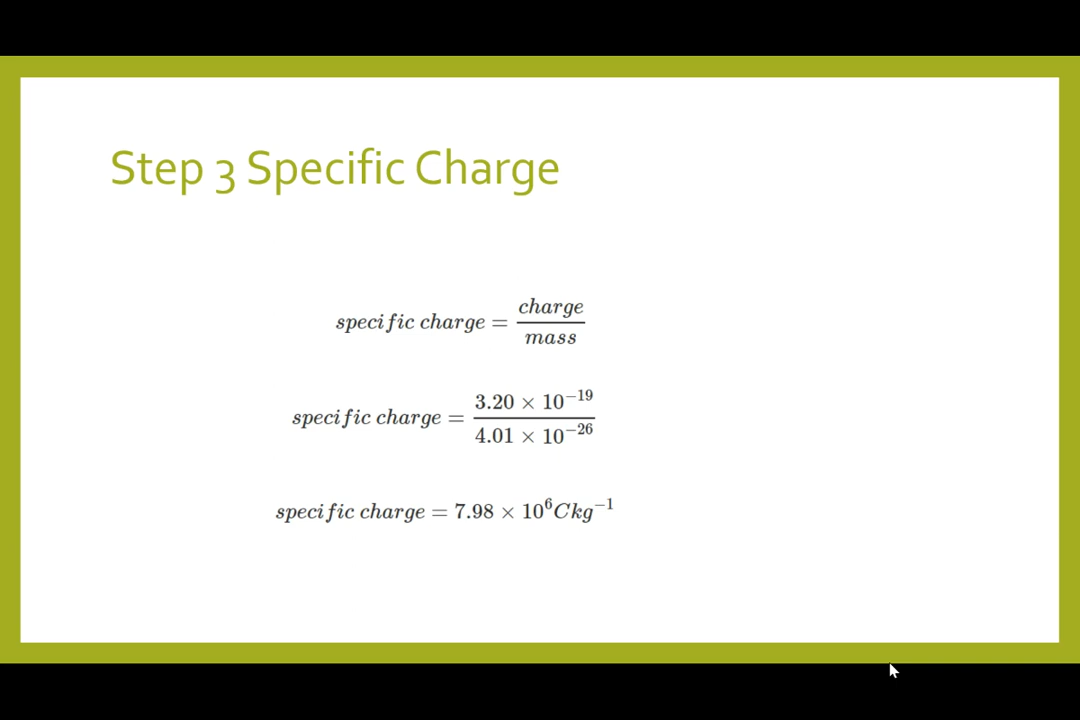 Step 3 Specific Charge
specific charge = charge / mass
specific charge = 3.20 × 10⁻¹⁹ / 4.01 × 10⁻²⁶
specific charge = 7.98 × 10⁶Ckg⁻¹